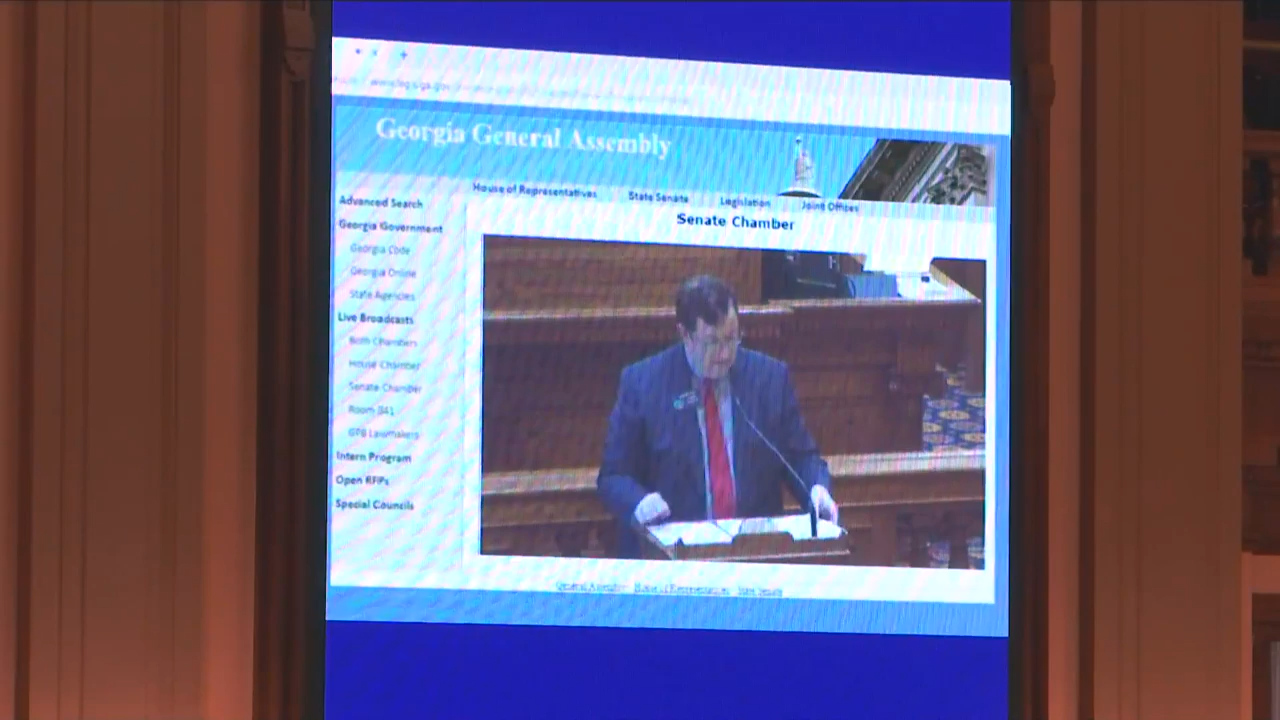 Georgia General Assembly
House of Representatives State Senate Legislation Joint Offices
Advanced Search
Georgia Government
Georgia Code
Georgia Online
State Agencies
Live Broadcasts
Both Chambers
House Chamber
Senate Chamber
Room 341
GPB Lawmakers
Intern Program
Open RFPs
Special Councils
Senate Chamber
General Assembly House of Representatives State Senate